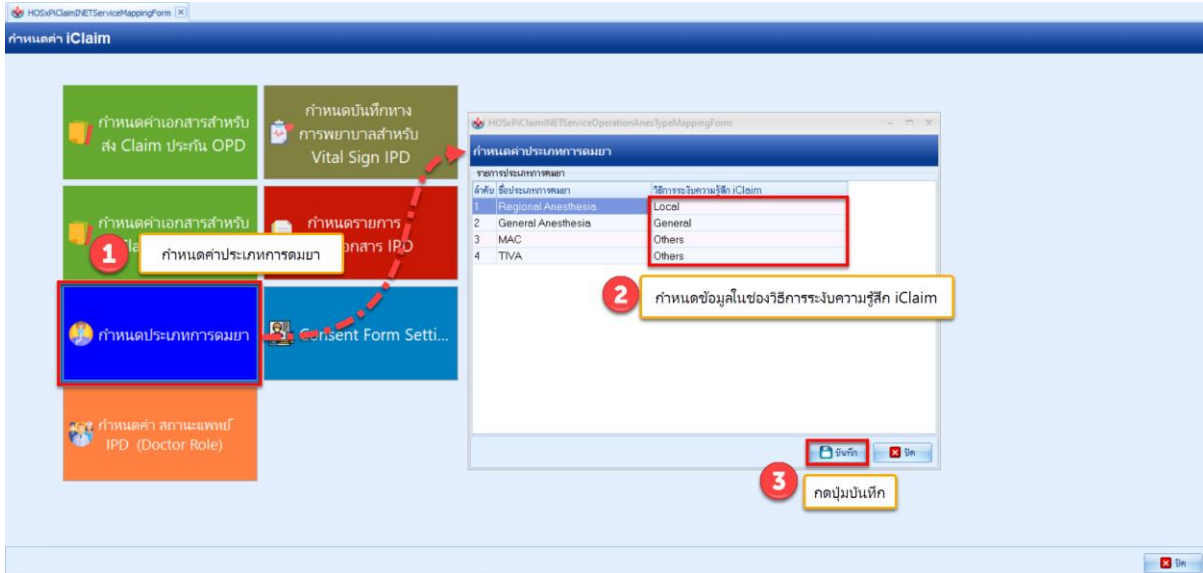 HOSxPiClaimINETServiceMappingForm
กำหนดค่า iClaim
กำหนดค่าเอกสารสำหรับ
ส่ง Claim ประกัน OPD
กำหนดบันทึกทาง
การพยาบาลสำหรับ
Vital Sign IPD
กำหนดค่าเอกสารสำหรับ
กำหนดรายการ
เอกสาร IPD
1
กำหนดค่าประเภทการดมยา
กำหนดประเภทการดมยา
Consent Form Setti...
กำหนดค่า สถานะแพทย์
IPD (Doctor Role)
HOSxPiClaimINETServiceOperationAnesTypeMappingForm
กำหนดค่าประเภทการดมยา
รายการประเภทการดมยา
ลำดับ ชื่อประเภทการดมยา วิธีการระงับความรู้สึก iClaim
1 Regional Anesthesia Local
2 General Anesthesia General
3 MAC Others
4 TIVA Others
2
กำหนดข้อมูลในช่องวิธีการระงับความรู้สึก iClaim
บันทึก
ปิด
3
กดปุ่มบันทึก
ปิด